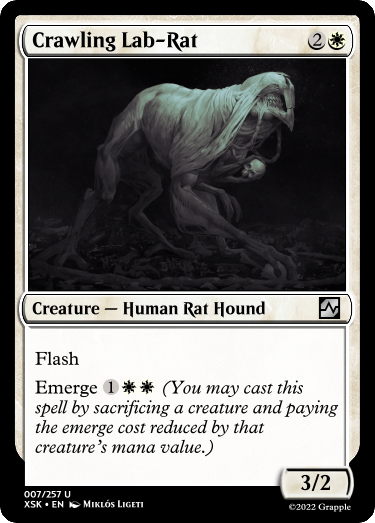 Crawling Lab-Rat 2
Creature — Human Rat Hound
Flash
Emerge 1 (You may cast this
spell by sacrificing a creature and paying
the emerge cost reduced by that
creature's mana value.)
3/2
007/257 U
XSK • EN Miklós Ligeti
©2022 Grapple